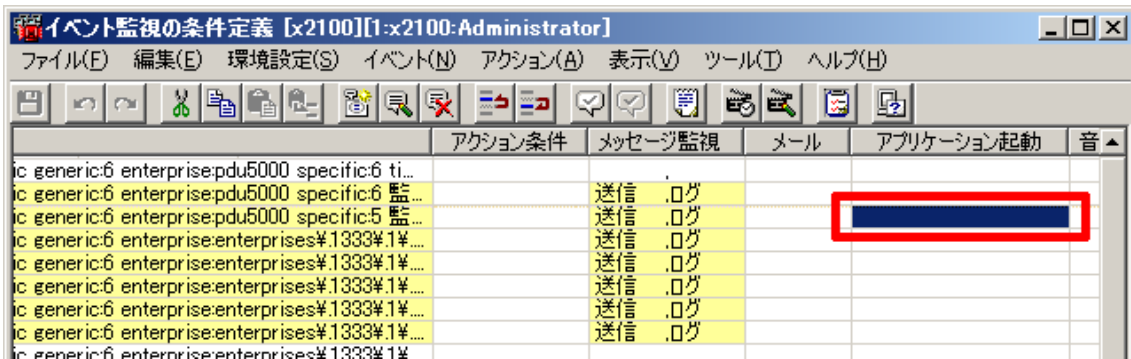 イベント監視の条件定義 [x2100][1:x2100:Administrator]
ファイル(F) 編集(E) 環境設定(S) イベント(N) アクション(A) 表示(V) ツール(T) ヘルプ(H)
アクション条件 メッセージ監視 メール アプリケーション起動 音
ic generic:6 enterprise:pdu5000 specific:6 ti... .
ic generic:6 enterprise:pdu5000 specific:6 監... 送信 .ログ
ic generic:6 enterprise:pdu5000 specific:5 監... 送信 .ログ
ic generic:6 enterprise:enterprises¥.1333¥.1¥.... 送信 .ログ
ic generic:6 enterprise:enterprises¥.1333¥.1¥.... 送信 .ログ
ic generic:6 enterprise:enterprises¥.1333¥.1¥.... 送信 .ログ
ic generic:6 enterprise:enterprises¥.1333¥.1¥.... 送信 .ログ
ic generic:6 enterprise:enterprises¥.1333¥.1¥.... 送信 .ログ
ic generic:6 enterprise:enterprises¥.1333¥.1¥